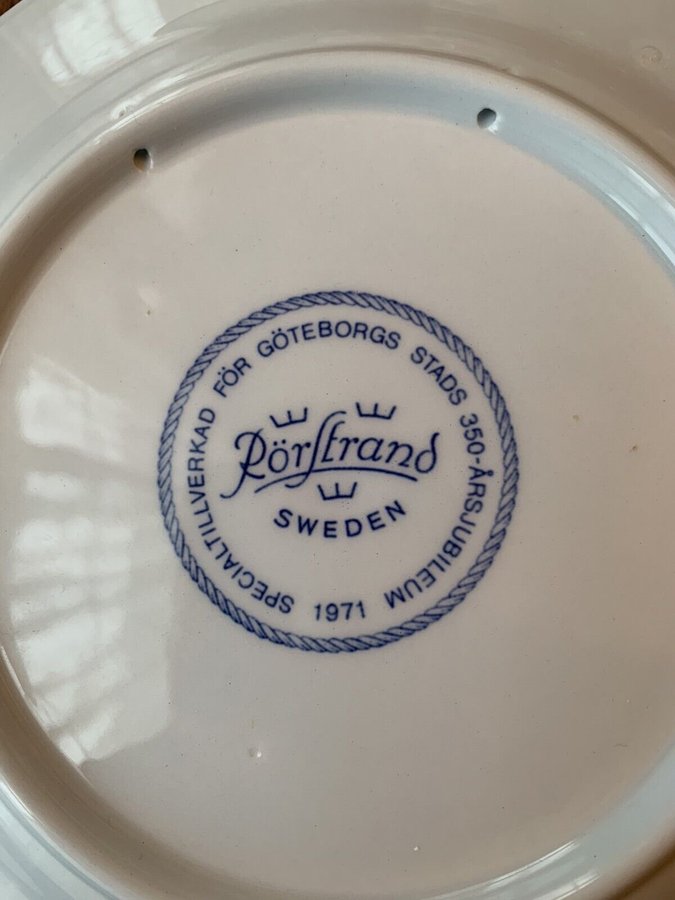 SPECIALTILLVERKAD FÖR GÖTEBORGS STADS 350-ÅRSJUBILEUM
1971
Rörstrand
SWEDEN